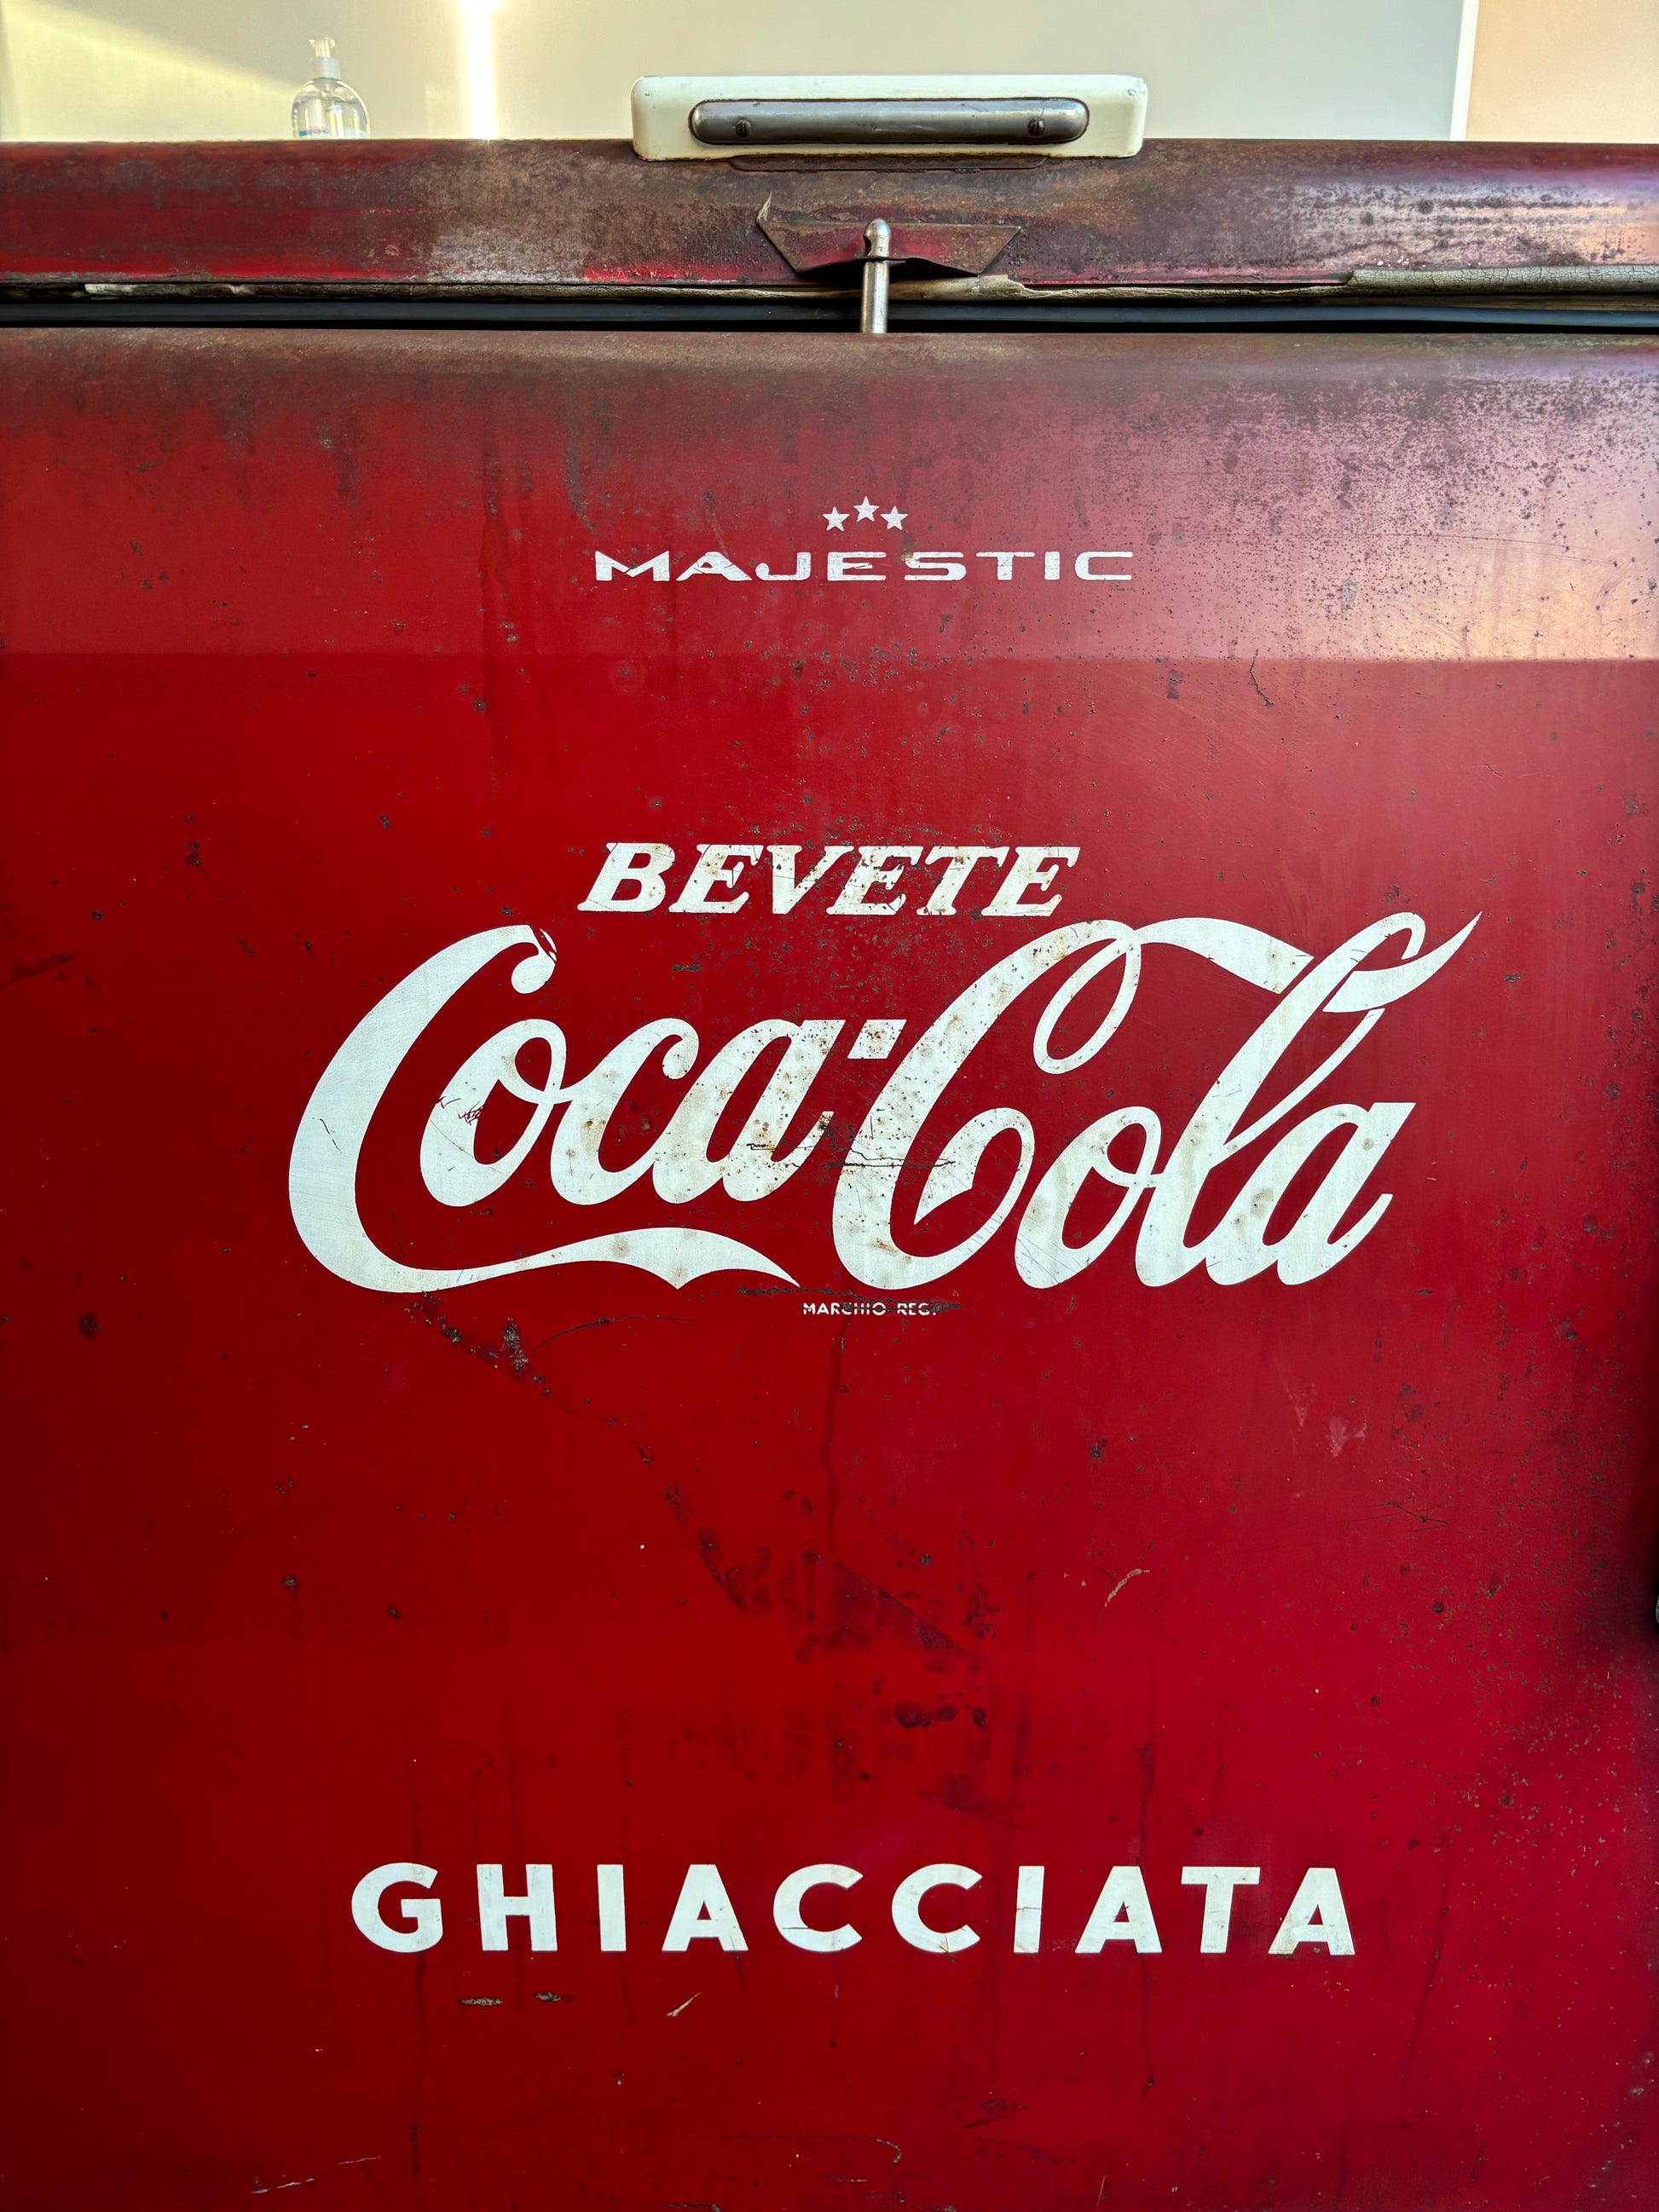 MAJESTIC
BEVETE
Coca-Cola
MARCHIO REG.
GHIACCIATA